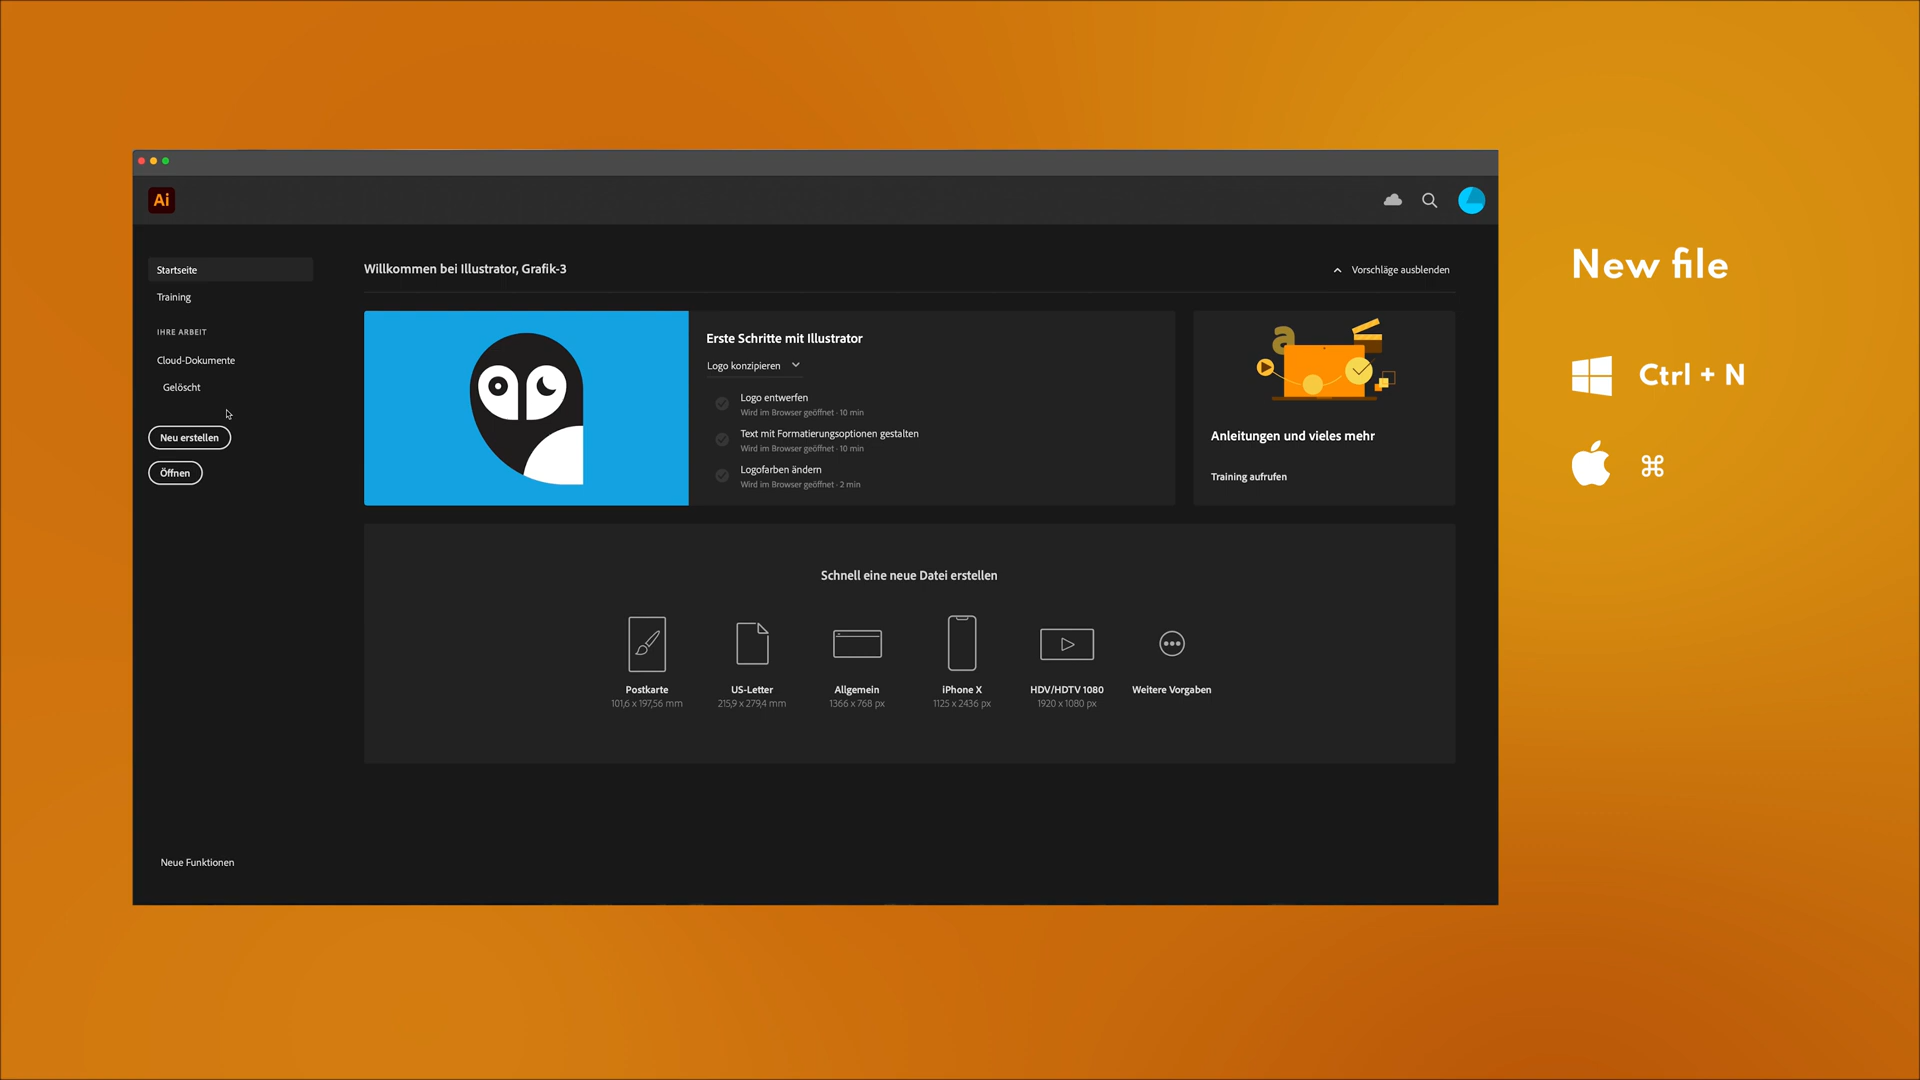 Ai
Startseite
Training
IHRE ARBEIT
Cloud-Dokumente
Gelöscht
Neu erstellen
Öffnen
Neue Funktionen
Willkommen bei Illustrator, Grafik-3
Vorschläge ausblenden
Erste Schritte mit Illustrator
Logo konzipieren
Logo entwerfen
Wird im Browser geöffnet · 10 min
Text mit Formatierungsoptionen gestalten
Wird im Browser geöffnet · 10 min
Logofarben ändern
Wird im Browser geöffnet · 2 min
a
Anleitungen und vieles mehr
Training aufrufen
Schnell eine neue Datei erstellen
Postkarte
101,6 x 197,56 mm
US-Letter
215,9 x 279,4 mm
Allgemein
1366 x 768 px
iPhone X
1125 x 2436 px
HDV/HDTV 1080
1920 x 1080 px
Weitere Vorgaben
New file
Ctrl + N
⌘